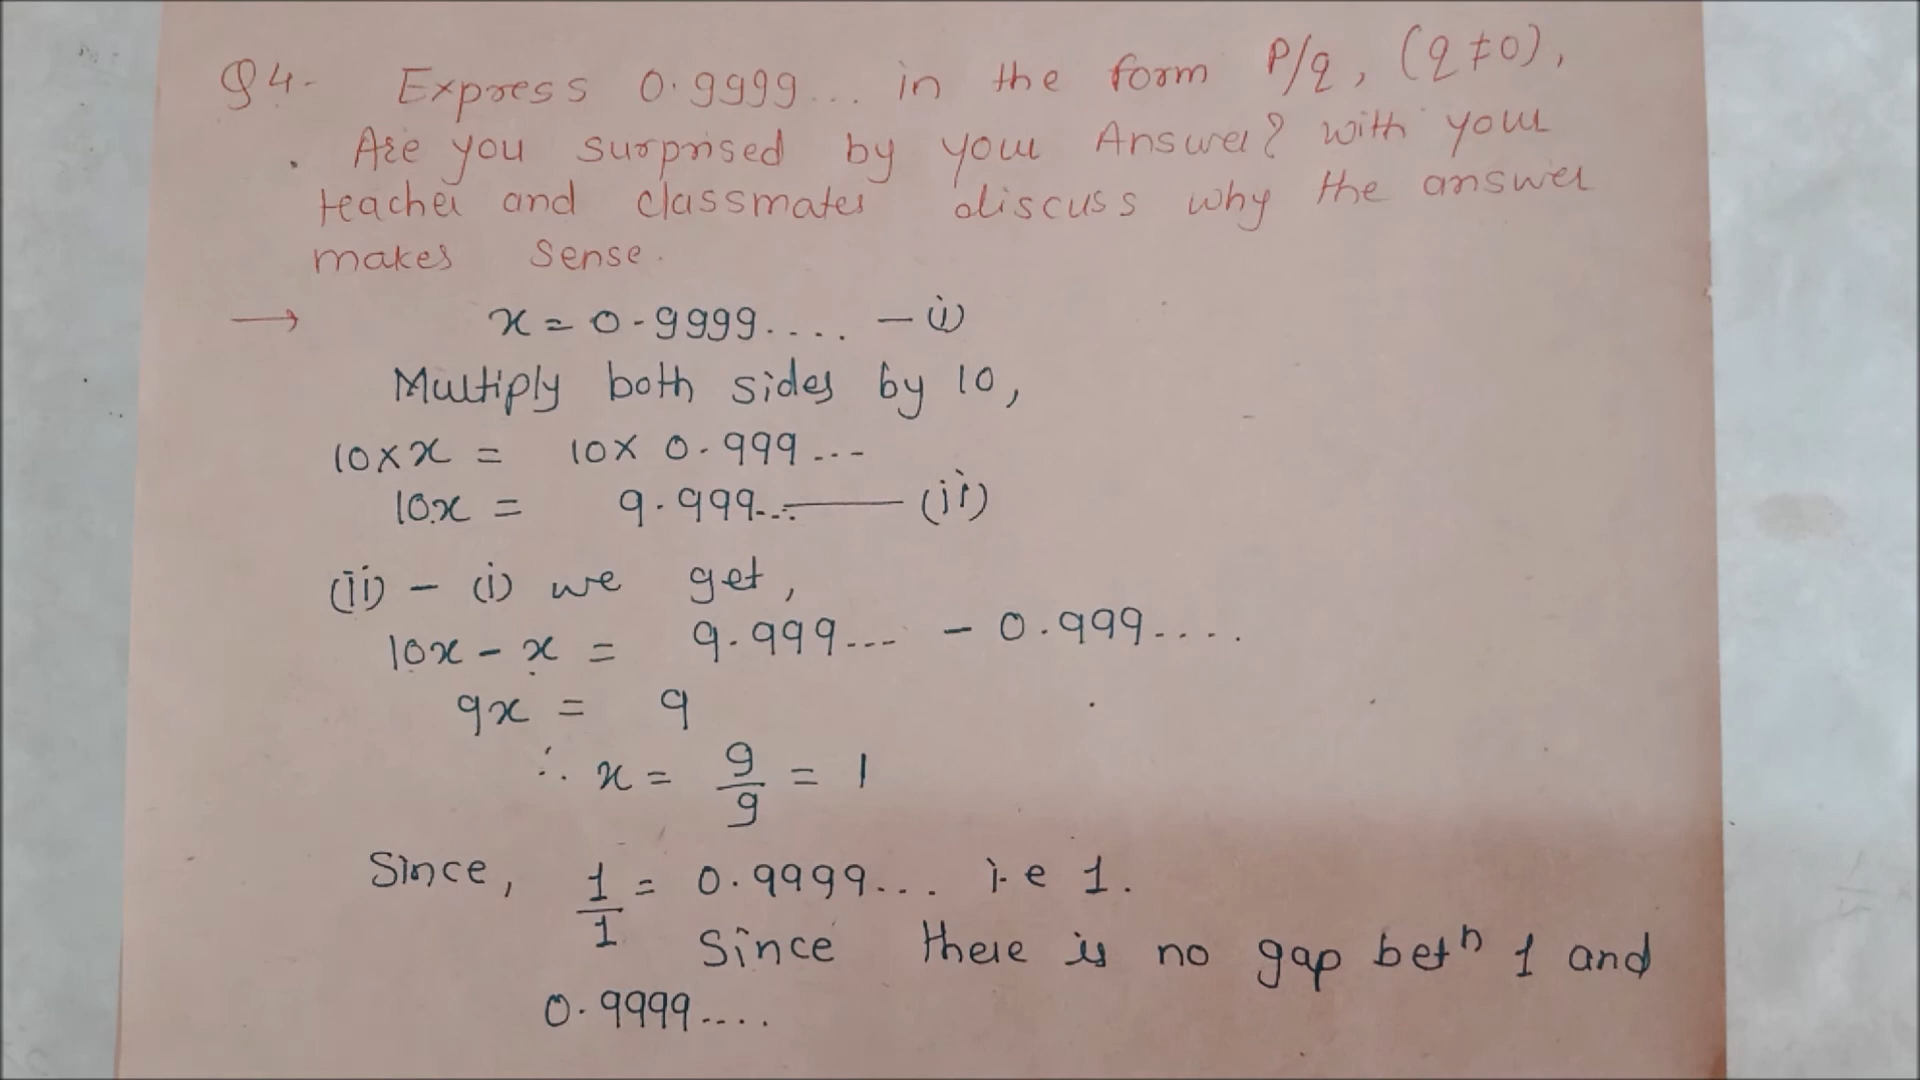 Q4- Express 0.9999... in the form P/q, (q ≠ 0),
Are you surprised by your Answer? with your
teacher and classmates discuss why the answer
makes sense.
→ x = 0.9999.... — (i)
Multiply both sides by 10,
10 × x = 10 × 0.999...
10x = 9.999... — (ii)
(ii) - (i) we get,
10x - x = 9.999... - 0.999....
9x = 9
∴ x = 9/9 = 1
Since, 1/1 = 0.9999... i.e 1.
Since there is no gap betⁿ 1 and
0.9999....